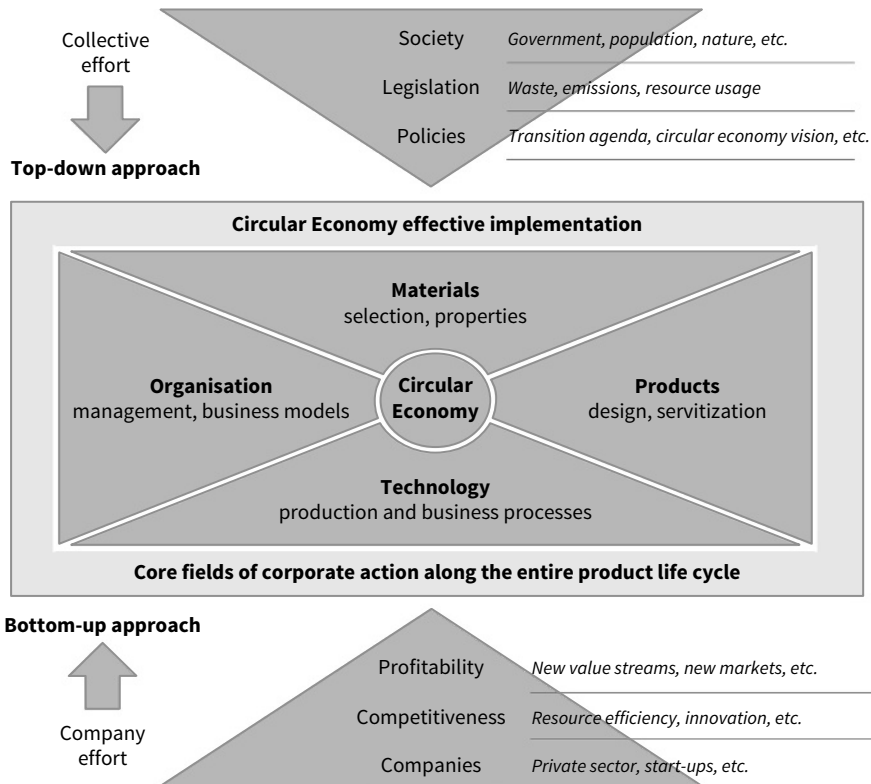 Collective
effort
Top-down approach
Society Government, population, nature, etc.
Legislation Waste, emissions, resource usage
Policies Transition agenda, circular economy vision, etc.
Circular Economy effective implementation
Materials
selection, properties
Organisation
management, business models
Circular
Economy
Products
design, servitization
Technology
production and business processes
Core fields of corporate action along the entire product life cycle
Bottom-up approach
Company
effort
Profitability New value streams, new markets, etc.
Competitiveness Resource efficiency, innovation, etc.
Companies Private sector, start-ups, etc.